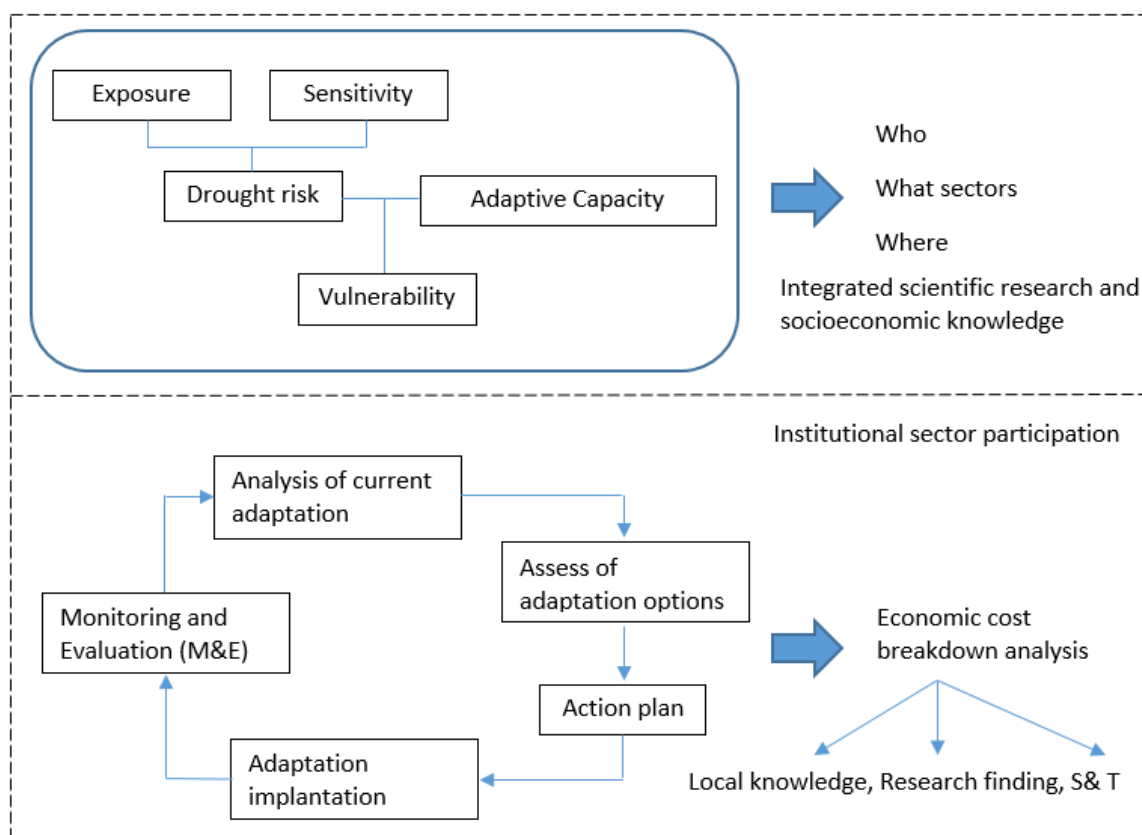 Exposure
Sensitivity
Drought risk
Adaptive Capacity
Vulnerability
Who
What sectors
Where
Integrated scientific research and
socioeconomic knowledge
Institutional sector participation
Analysis of current
adaptation
Assess of
adaptation options
Monitoring and
Evaluation (M&E)
Action plan
Adaptation
implantation
Economic cost
breakdown analysis
Local knowledge, Research finding, S& T